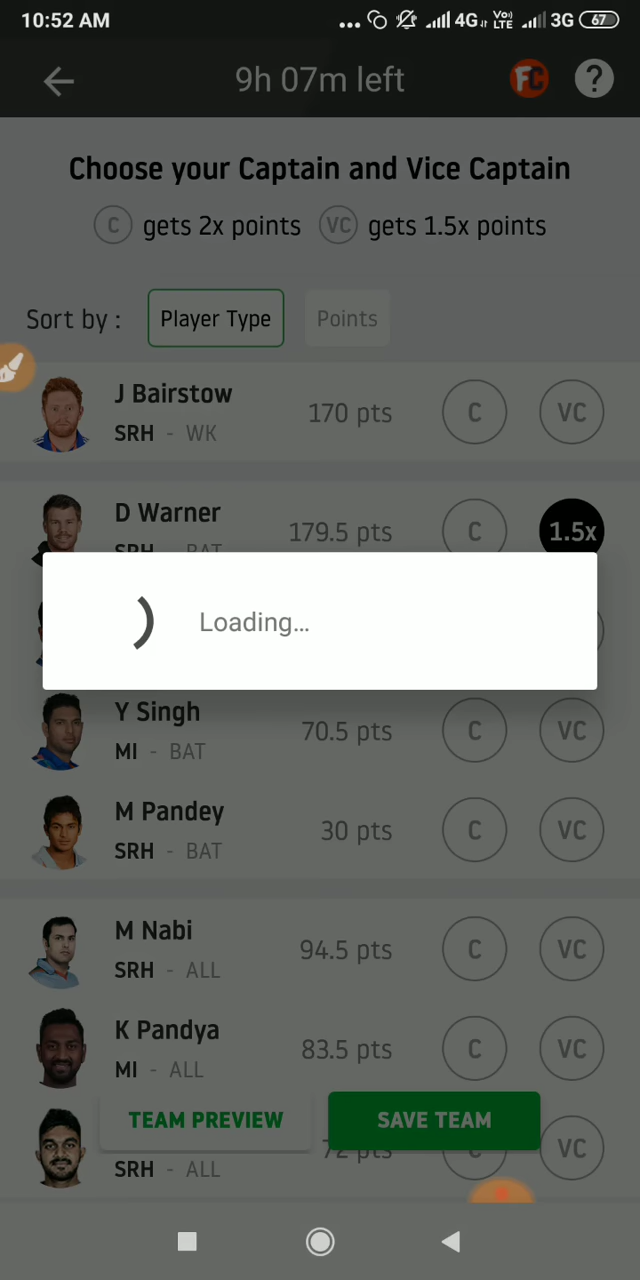 10:52 AM ... 4G Vo) LTE 3G 67
9h 07m left FC ?
Choose your Captain and Vice Captain
C gets 2x points VC gets 1.5x points
Sort by : Player Type Points
J Bairstow
170 pts C VC
SRH - WK
D Warner
179.5 pts C 1.5x
SRH - BAT
Loading...
Y Singh
70.5 pts C VC
MI - BAT
M Pandey
30 pts C VC
SRH - BAT
M Nabi
94.5 pts C VC
SRH - ALL
K Pandya
83.5 pts C VC
MI - ALL
TEAM PREVIEW SAVE TEAM
72 pts C VC
SRH - ALL